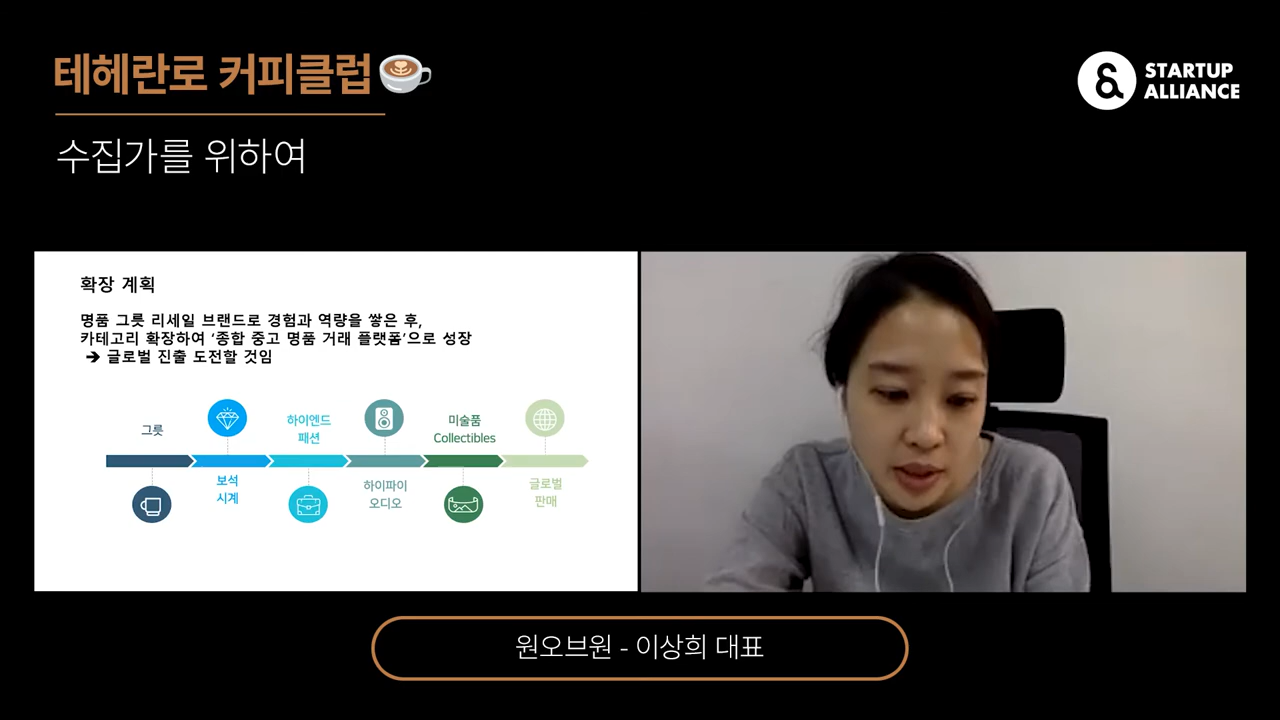 테헤란로 커피클럽
STARTUP
ALLIANCE
수집가를 위하여
확장 계획
명품 그릇 리세일 브랜드로 경험과 역량을 쌓은 후,
카테고리 확장하여 ‘종합 중고 명품 거래 플랫폼’으로 성장
➔ 글로벌 진출 도전할 것임
그릇
보석
시계
하이엔드
패션
하이파이
오디오
미술품
Collectibles
글로벌
판매
원오브원 - 이상희 대표